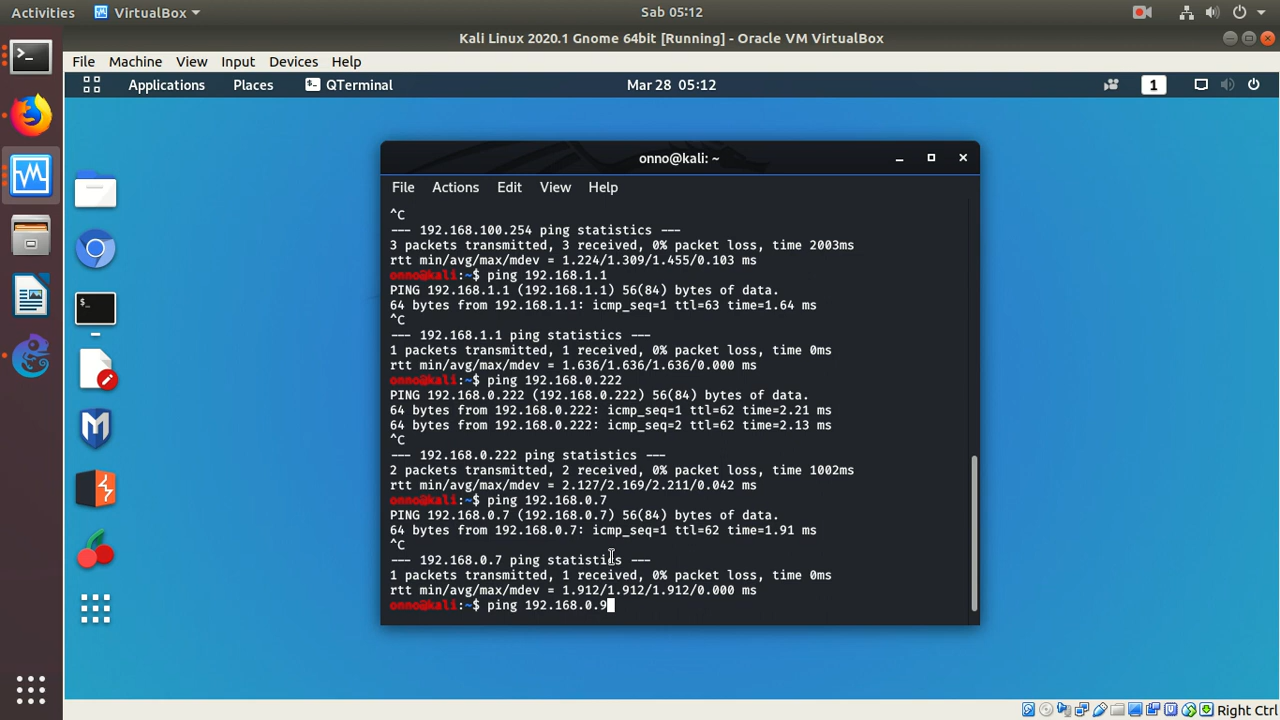 Activities VirtualBox Sab 05:12
Kali Linux 2020.1 Gnome 64bit [Running] - Oracle VM VirtualBox
File Machine View Input Devices Help
Applications Places QTerminal Mar 28 05:12 1
onno@kali: ~
File Actions Edit View Help
^C
--- 192.168.100.254 ping statistics ---
3 packets transmitted, 3 received, 0% packet loss, time 2003ms
rtt min/avg/max/mdev = 1.224/1.309/1.455/0.103 ms
onno@kali:~$ ping 192.168.1.1
PING 192.168.1.1 (192.168.1.1) 56(84) bytes of data.
64 bytes from 192.168.1.1: icmp_seq=1 ttl=63 time=1.64 ms
^C
--- 192.168.1.1 ping statistics ---
1 packets transmitted, 1 received, 0% packet loss, time 0ms
rtt min/avg/max/mdev = 1.636/1.636/1.636/0.000 ms
onno@kali:~$ ping 192.168.0.222
PING 192.168.0.222 (192.168.0.222) 56(84) bytes of data.
64 bytes from 192.168.0.222: icmp_seq=1 ttl=62 time=2.21 ms
64 bytes from 192.168.0.222: icmp_seq=2 ttl=62 time=2.13 ms
^C
--- 192.168.0.222 ping statistics ---
2 packets transmitted, 2 received, 0% packet loss, time 1002ms
rtt min/avg/max/mdev = 2.127/2.169/2.211/0.042 ms
onno@kali:~$ ping 192.168.0.7
PING 192.168.0.7 (192.168.0.7) 56(84) bytes of data.
64 bytes from 192.168.0.7: icmp_seq=1 ttl=62 time=1.91 ms
^C
--- 192.168.0.7 ping statistics ---
1 packets transmitted, 1 received, 0% packet loss, time 0ms
rtt min/avg/max/mdev = 1.912/1.912/1.912/0.000 ms
onno@kali:~$ ping 192.168.0.9
Right Ctrl